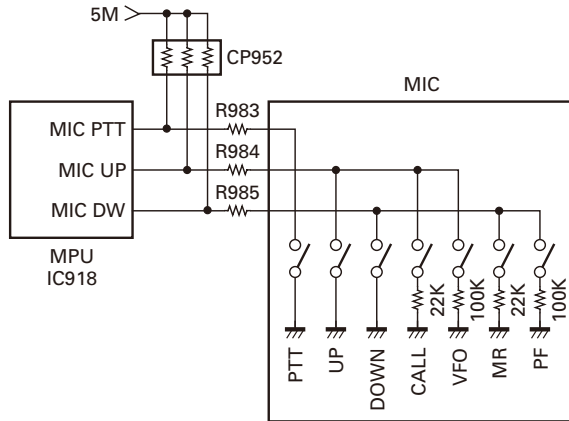 5M
CP952
MIC
R983
MIC PTT
R984
MIC UP
R985
MIC DW
MPU
IC918
22K
100K
22K
100K
PTT
UP
DOWN
CALL
VFO
MR
PF